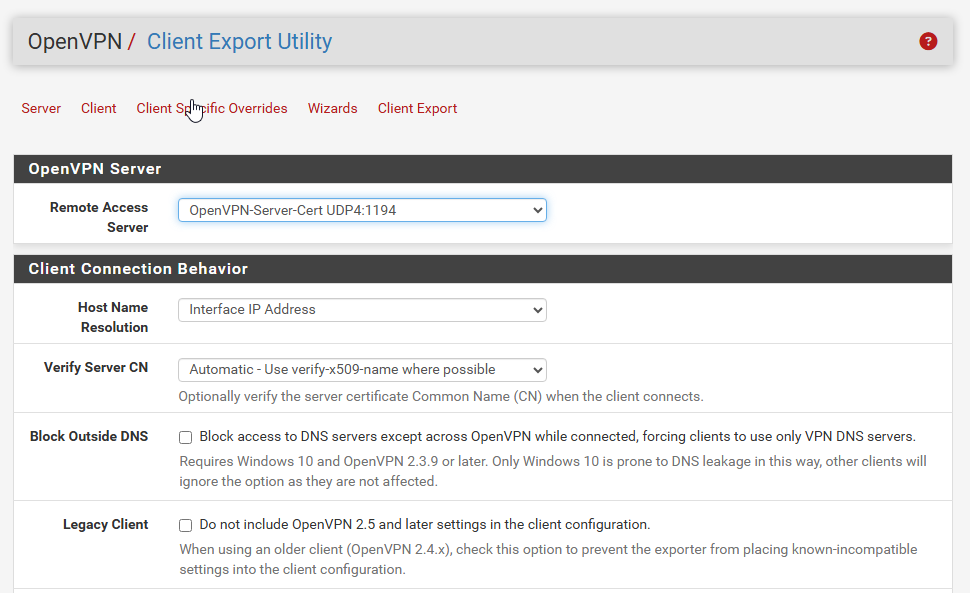 OpenVPN / Client Export Utility
?
Server Client Client Specific Overrides Wizards Client Export
OpenVPN Server
Remote Access
Server
OpenVPN-Server-Cert UDP4:1194
Client Connection Behavior
Host Name
Resolution
Interface IP Address
Verify Server CN
Automatic - Use verify-x509-name where possible
Optionally verify the server certificate Common Name (CN) when the client connects.
Block Outside DNS
Block access to DNS servers except across OpenVPN while connected, forcing clients to use only VPN DNS servers.
Requires Windows 10 and OpenVPN 2.3.9 or later. Only Windows 10 is prone to DNS leakage in this way, other clients will
ignore the option as they are not affected.
Legacy Client
Do not include OpenVPN 2.5 and later settings in the client configuration.
When using an older client (OpenVPN 2.4.x), check this option to prevent the exporter from placing known-incompatible
settings into the client configuration.